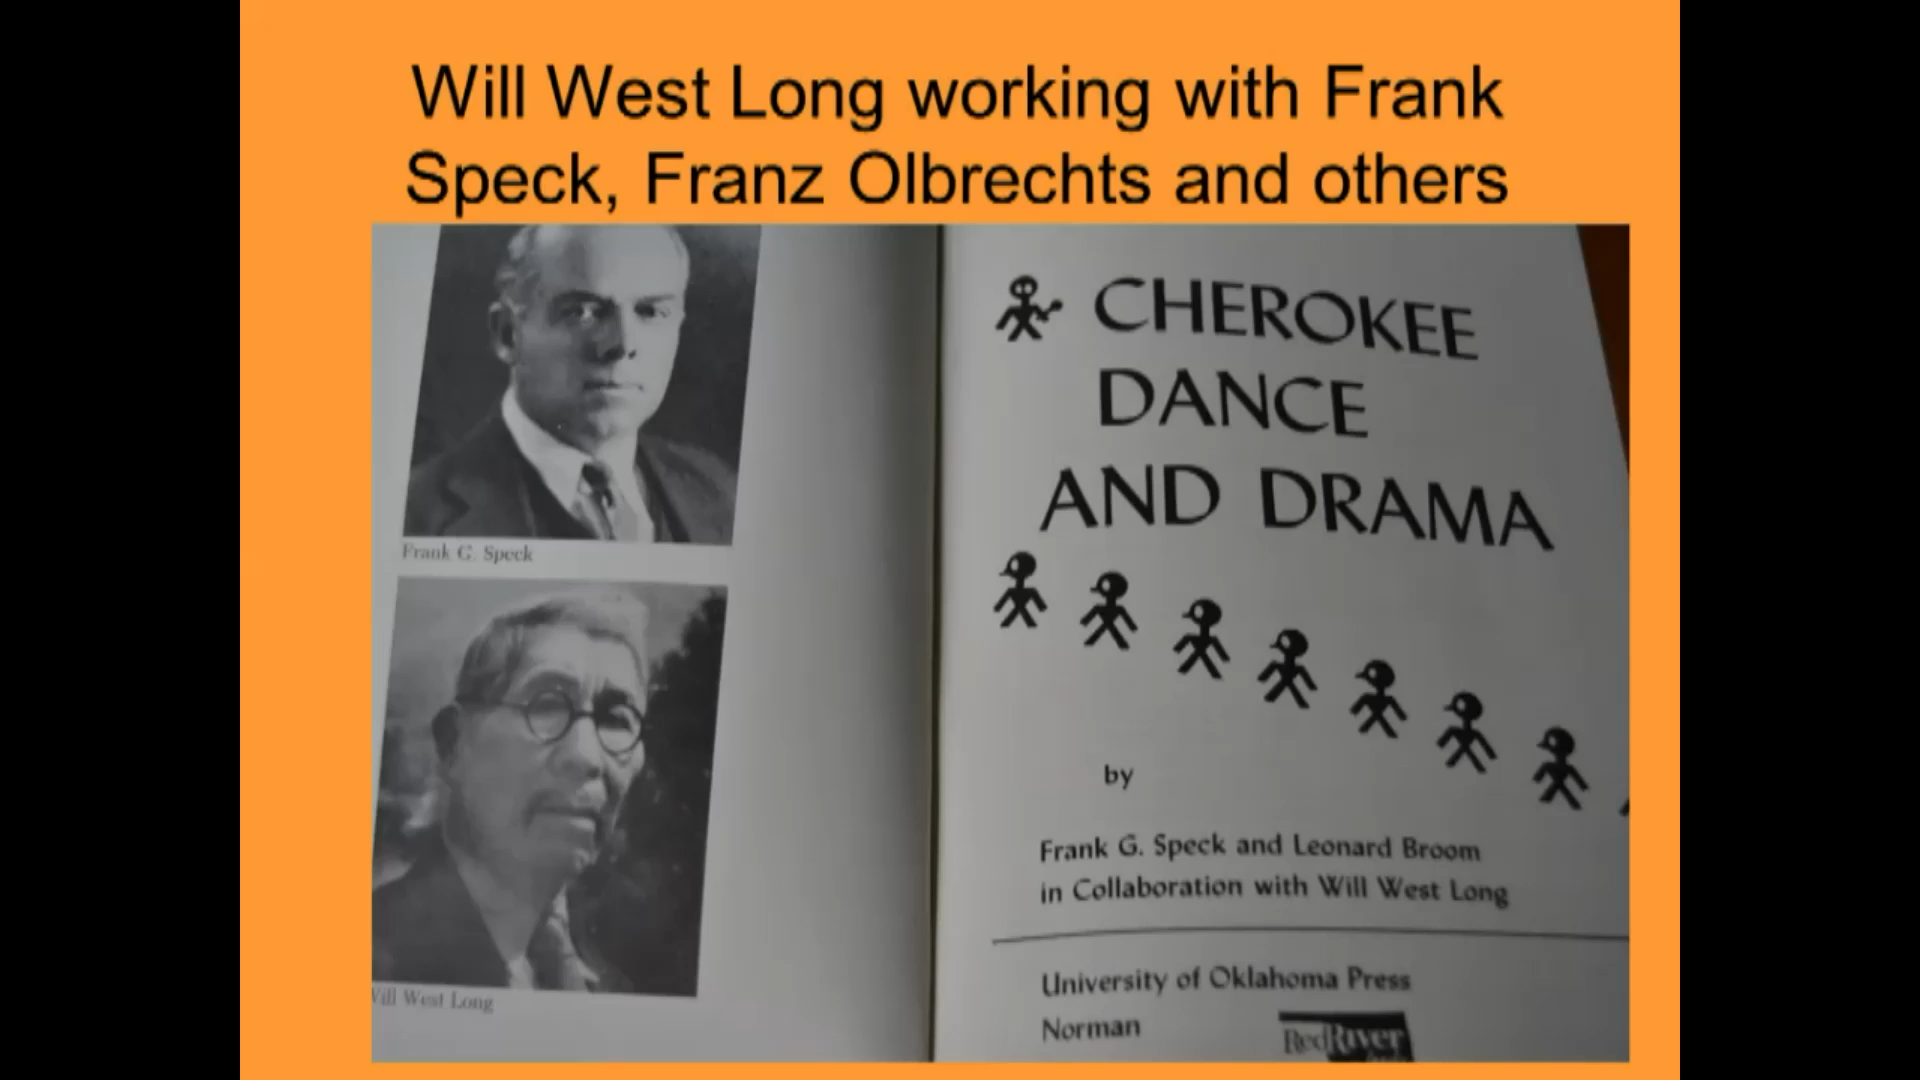 Will West Long working with Frank
Speck, Franz Olbrechts and others
Frank G. Speck
Will West Long
CHEROKEE
DANCE
AND DRAMA
by
Frank G. Speck and Leonard Broom
in Collaboration with Will West Long
University of Oklahoma Press
Norman
RedRiver